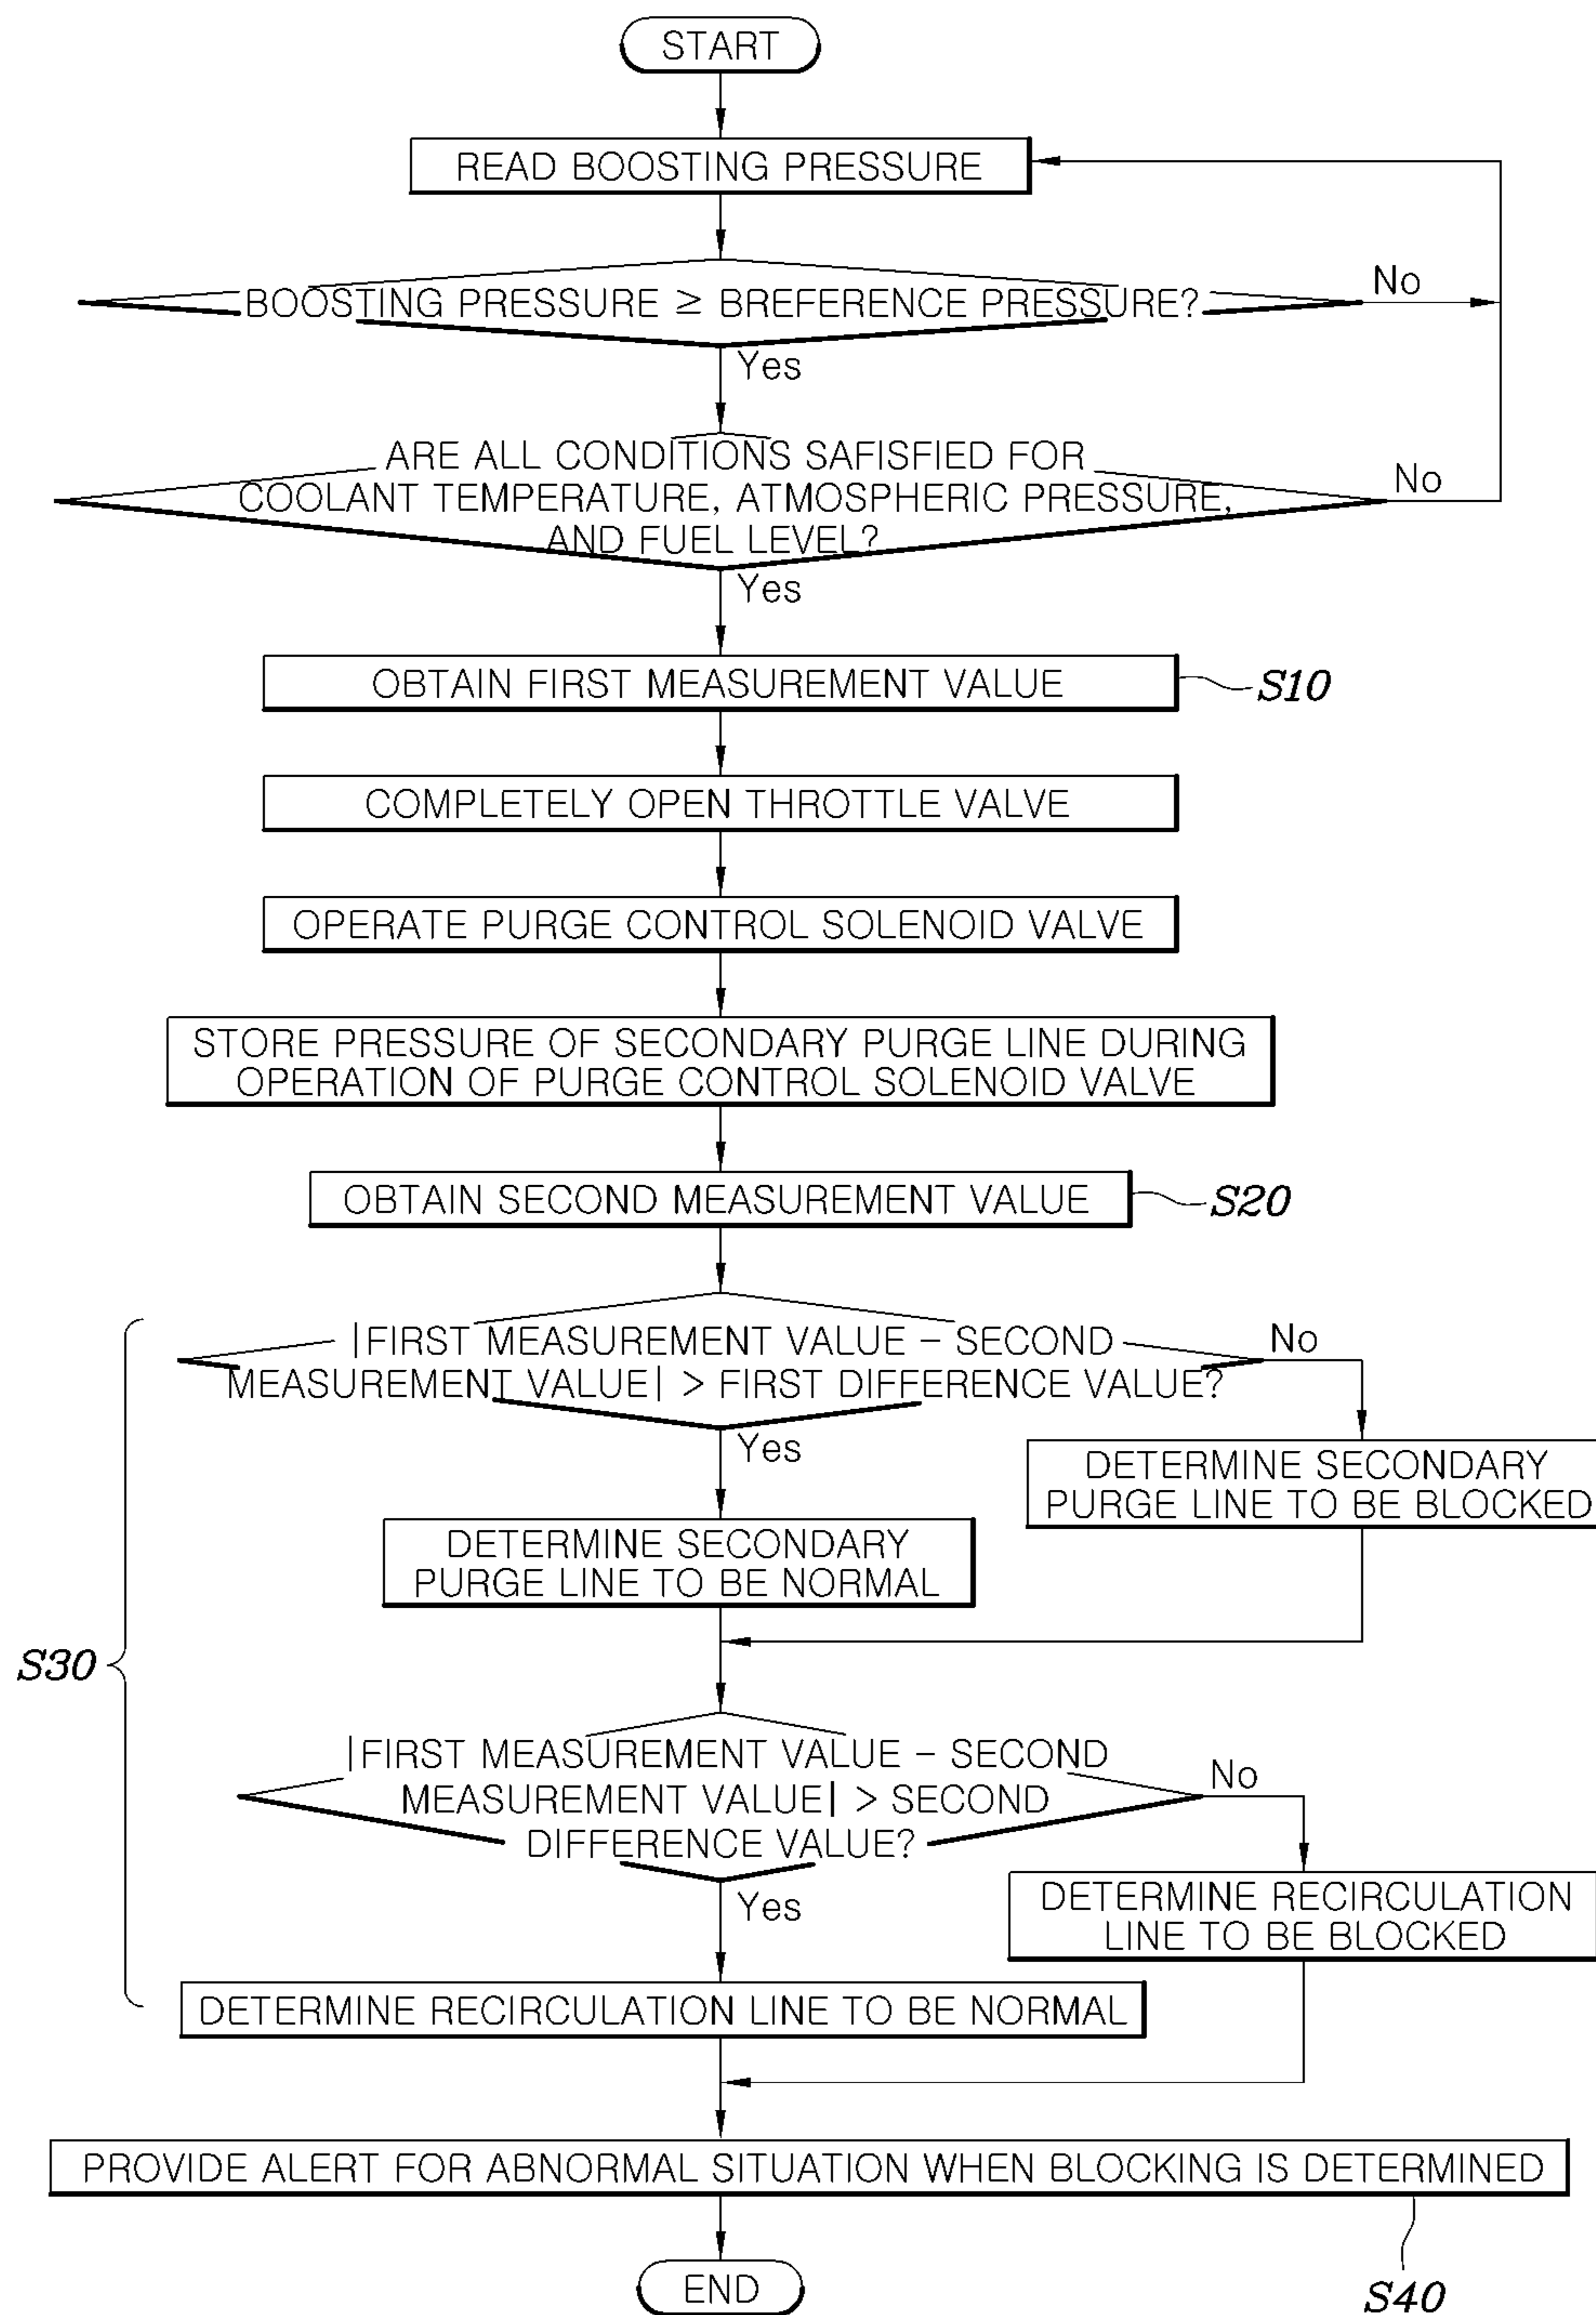 START
READ BOOSTING PRESSURE
BOOSTING PRESSURE ≥ BREFERENCE PRESSURE?
No
Yes
ARE ALL CONDITIONS SAFISFIED FOR
COOLANT TEMPERATURE, ATMOSPHERIC PRESSURE,
AND FUEL LEVEL?
No
Yes
OBTAIN FIRST MEASUREMENT VALUE
S10
COMPLETELY OPEN THROTTLE VALVE
OPERATE PURGE CONTROL SOLENOID VALVE
STORE PRESSURE OF SECONDARY PURGE LINE DURING
OPERATION OF PURGE CONTROL SOLENOID VALVE
OBTAIN SECOND MEASUREMENT VALUE
S20
|FIRST MEASUREMENT VALUE – SECOND
MEASUREMENT VALUE| > FIRST DIFFERENCE VALUE?
No
Yes
DETERMINE SECONDARY
PURGE LINE TO BE BLOCKED
DETERMINE SECONDARY
PURGE LINE TO BE NORMAL
S30
|FIRST MEASUREMENT VALUE – SECOND
MEASUREMENT VALUE| > SECOND
DIFFERENCE VALUE?
No
Yes
DETERMINE RECIRCULATION
LINE TO BE BLOCKED
DETERMINE RECIRCULATION LINE TO BE NORMAL
PROVIDE ALERT FOR ABNORMAL SITUATION WHEN BLOCKING IS DETERMINED
END
S40